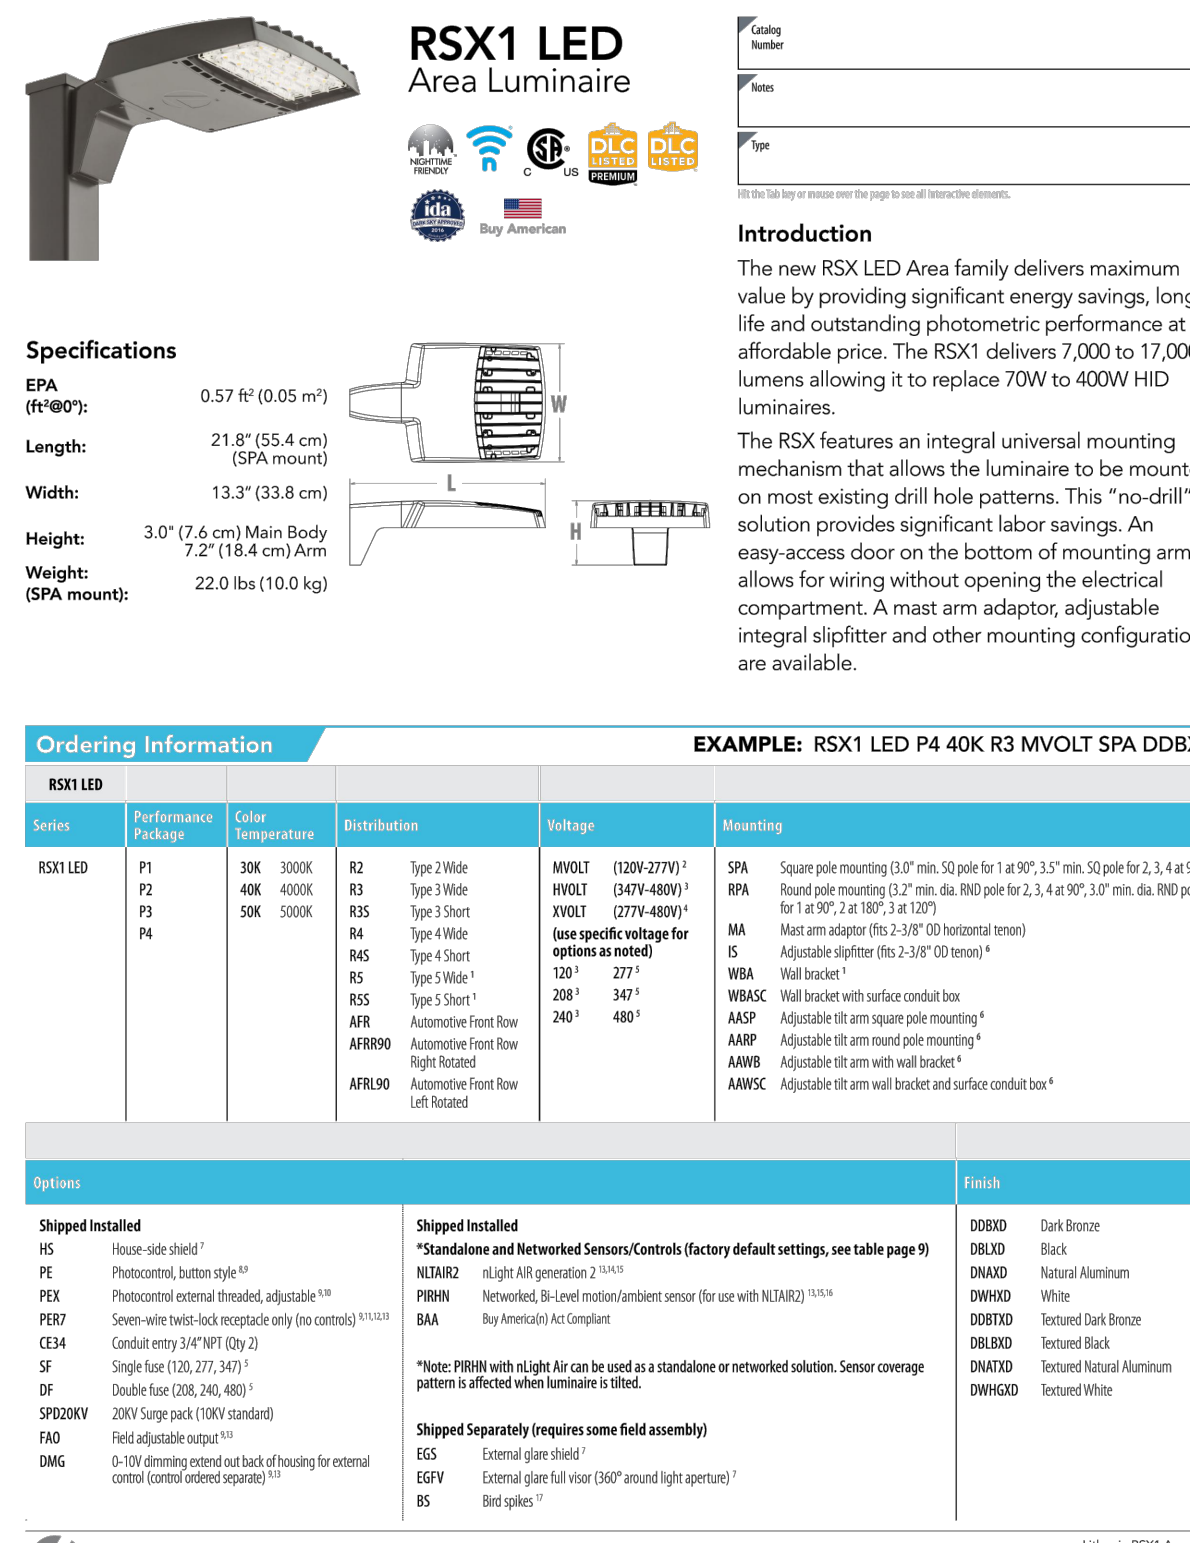 RSX1 LED
Area Luminaire
NIGHTTIME
FRIENDLY
n
C
US
DLC
LISTED
PREMIUM
DLC
LISTED
ida
DARK SKY APPROVED
2016
Buy American
Catalog
Number
Notes
Type
Hit the Tab key or mouse over the page to see all interactive elements.
Introduction
The new RSX LED Area family delivers maximum
value by providing significant energy savings, long
life and outstanding photometric performance at
affordable price. The RSX1 delivers 7,000 to 17,000
lumens allowing it to replace 70W to 400W HID
luminaires.
The RSX features an integral universal mounting
mechanism that allows the luminaire to be mount
on most existing drill hole patterns. This “no-drill”
solution provides significant labor savings. An
easy-access door on the bottom of mounting arm
allows for wiring without opening the electrical
compartment. A mast arm adaptor, adjustable
integral slipfitter and other mounting configuratio
are available.
Specifications
EPA
(ft²@0°):
0.57 ft² (0.05 m²)
Length:
21.8” (55.4 cm)
(SPA mount)
Width:
13.3” (33.8 cm)
Height:
3.0" (7.6 cm) Main Body
7.2” (18.4 cm) Arm
Weight:
(SPA mount):
22.0 lbs (10.0 kg)
W
L
H
Ordering Information
EXAMPLE: RSX1 LED P4 40K R3 MVOLT SPA DDBX
RSX1 LED
Series
Performance
Package
Color
Temperature
Distribution
Voltage
Mounting
RSX1 LED
P1
P2
P3
P4
30K 3000K
40K 4000K
50K 5000K
R2 Type 2 Wide
R3 Type 3 Wide
R3S Type 3 Short
R4 Type 4 Wide
R4S Type 4 Short
R5 Type 5 Wide ¹
R5S Type 5 Short ¹
AFR Automotive Front Row
AFRR90 Automotive Front Row
Right Rotated
AFRL90 Automotive Front Row
Left Rotated
MVOLT (120V-277V) ²
HVOLT (347V-480V) ³
XVOLT (277V-480V) ⁴
(use specific voltage for
options as noted)
120 ³ 277 ⁵
208 ³ 347 ⁵
240 ³ 480 ⁵
SPA Square pole mounting (3.0" min. SQ pole for 1 at 90°, 3.5" min. SQ pole for 2, 3, 4 at 9
RPA Round pole mounting (3.2" min. dia. RND pole for 2, 3, 4 at 90°, 3.0" min. dia. RND po
for 1 at 90°, 2 at 180°, 3 at 120°)
MA Mast arm adaptor (fits 2-3/8" OD horizontal tenon)
IS Adjustable slipfitter (fits 2-3/8" OD tenon) ⁶
WBA Wall bracket ¹
WBASC Wall bracket with surface conduit box
AASP Adjustable tilt arm square pole mounting ⁶
AARP Adjustable tilt arm round pole mounting ⁶
AAWB Adjustable tilt arm with wall bracket ⁶
AAWSC Adjustable tilt arm wall bracket and surface conduit box ⁶
Options
Finish
Shipped Installed
HS House-side shield ⁷
PE Photocontrol, button style ⁸,⁹
PEX Photocontrol external threaded, adjustable ⁹,¹⁰
PER7 Seven-wire twist-lock receptacle only (no controls) ⁹,¹¹,¹²,¹³
CE34 Conduit entry 3/4” NPT (Qty 2)
SF Single fuse (120, 277, 347) ⁵
DF Double fuse (208, 240, 480) ⁵
SPD20KV 20KV Surge pack (10KV standard)
FAO Field adjustable output ⁹,¹³
DMG 0-10V dimming extend out back of housing for external
control (control ordered separate) ⁹,¹³
Shipped Installed
*Standalone and Networked Sensors/Controls (factory default settings, see table page 9)
NLTAIR2 nLight AIR generation 2 ¹³,¹⁴,¹⁵
PIRHN Networked, Bi-Level motion/ambient sensor (for use with NLTAIR2) ¹³,¹⁵,¹⁶
BAA Buy America(n) Act Compliant
*Note: PIRHN with nLight Air can be used as a standalone or networked solution. Sensor coverage
pattern is affected when luminaire is tilted.
Shipped Separately (requires some field assembly)
EGS External glare shield ⁷
EGFV External glare full visor (360° around light aperture) ⁷
BS Bird spikes ¹⁷
DDBXD Dark Bronze
DBLXD Black
DNAXD Natural Aluminum
DWHXD White
DDBTXD Textured Dark Bronze
DBLBXD Textured Black
DNATXD Textured Natural Aluminum
DWHGXD Textured White